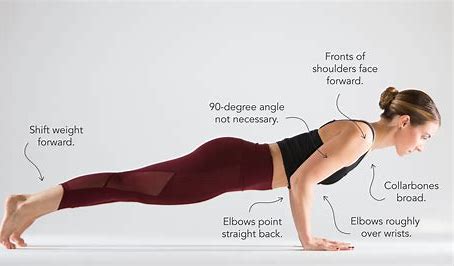 Fronts of
shoulders face
forward.
90-degree angle
not necessary.
Shift weight
forward.
Collarbones
broad.
Elbows point
straight back.
Elbows roughly
over wrists.